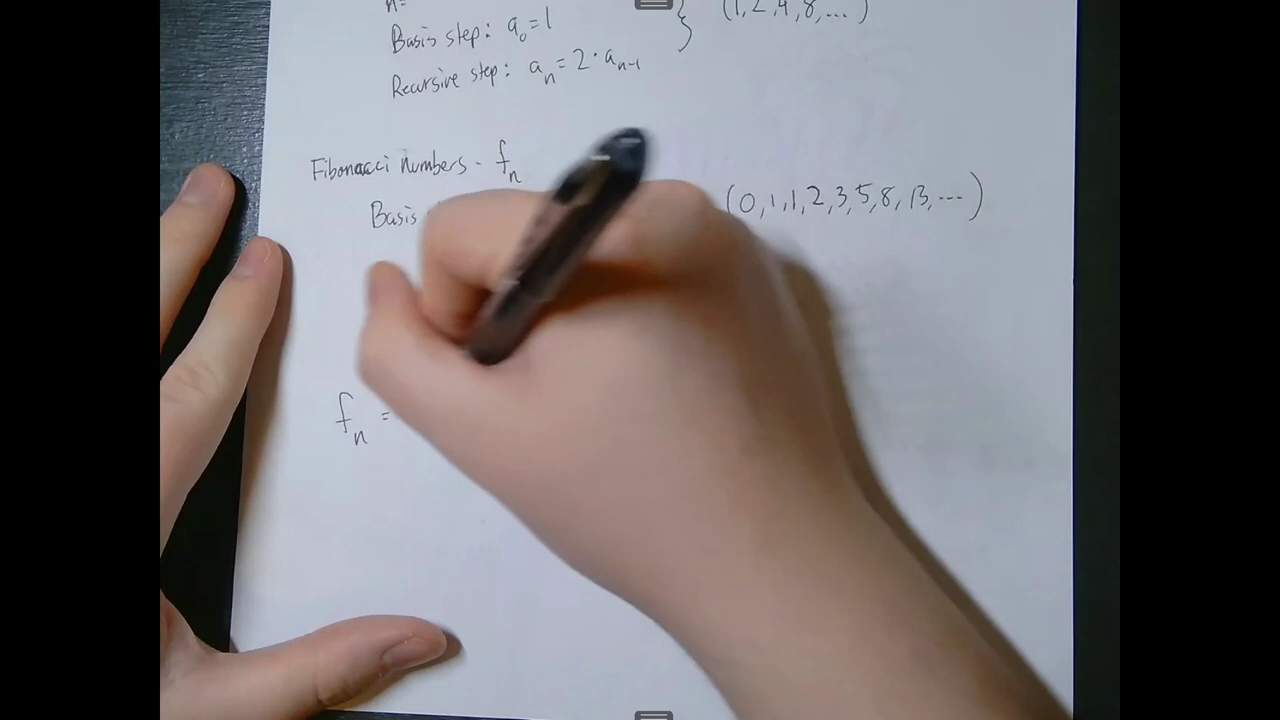 n=
Basis step: a₀ = 1 } (1, 2, 4, 8, ... )
Recursive step: aₙ = 2 · aₙ₋₁
Fibonacci numbers - fₙ
Basis (0, 1, 1, 2, 3, 5, 8, 13, ... )
fₙ =